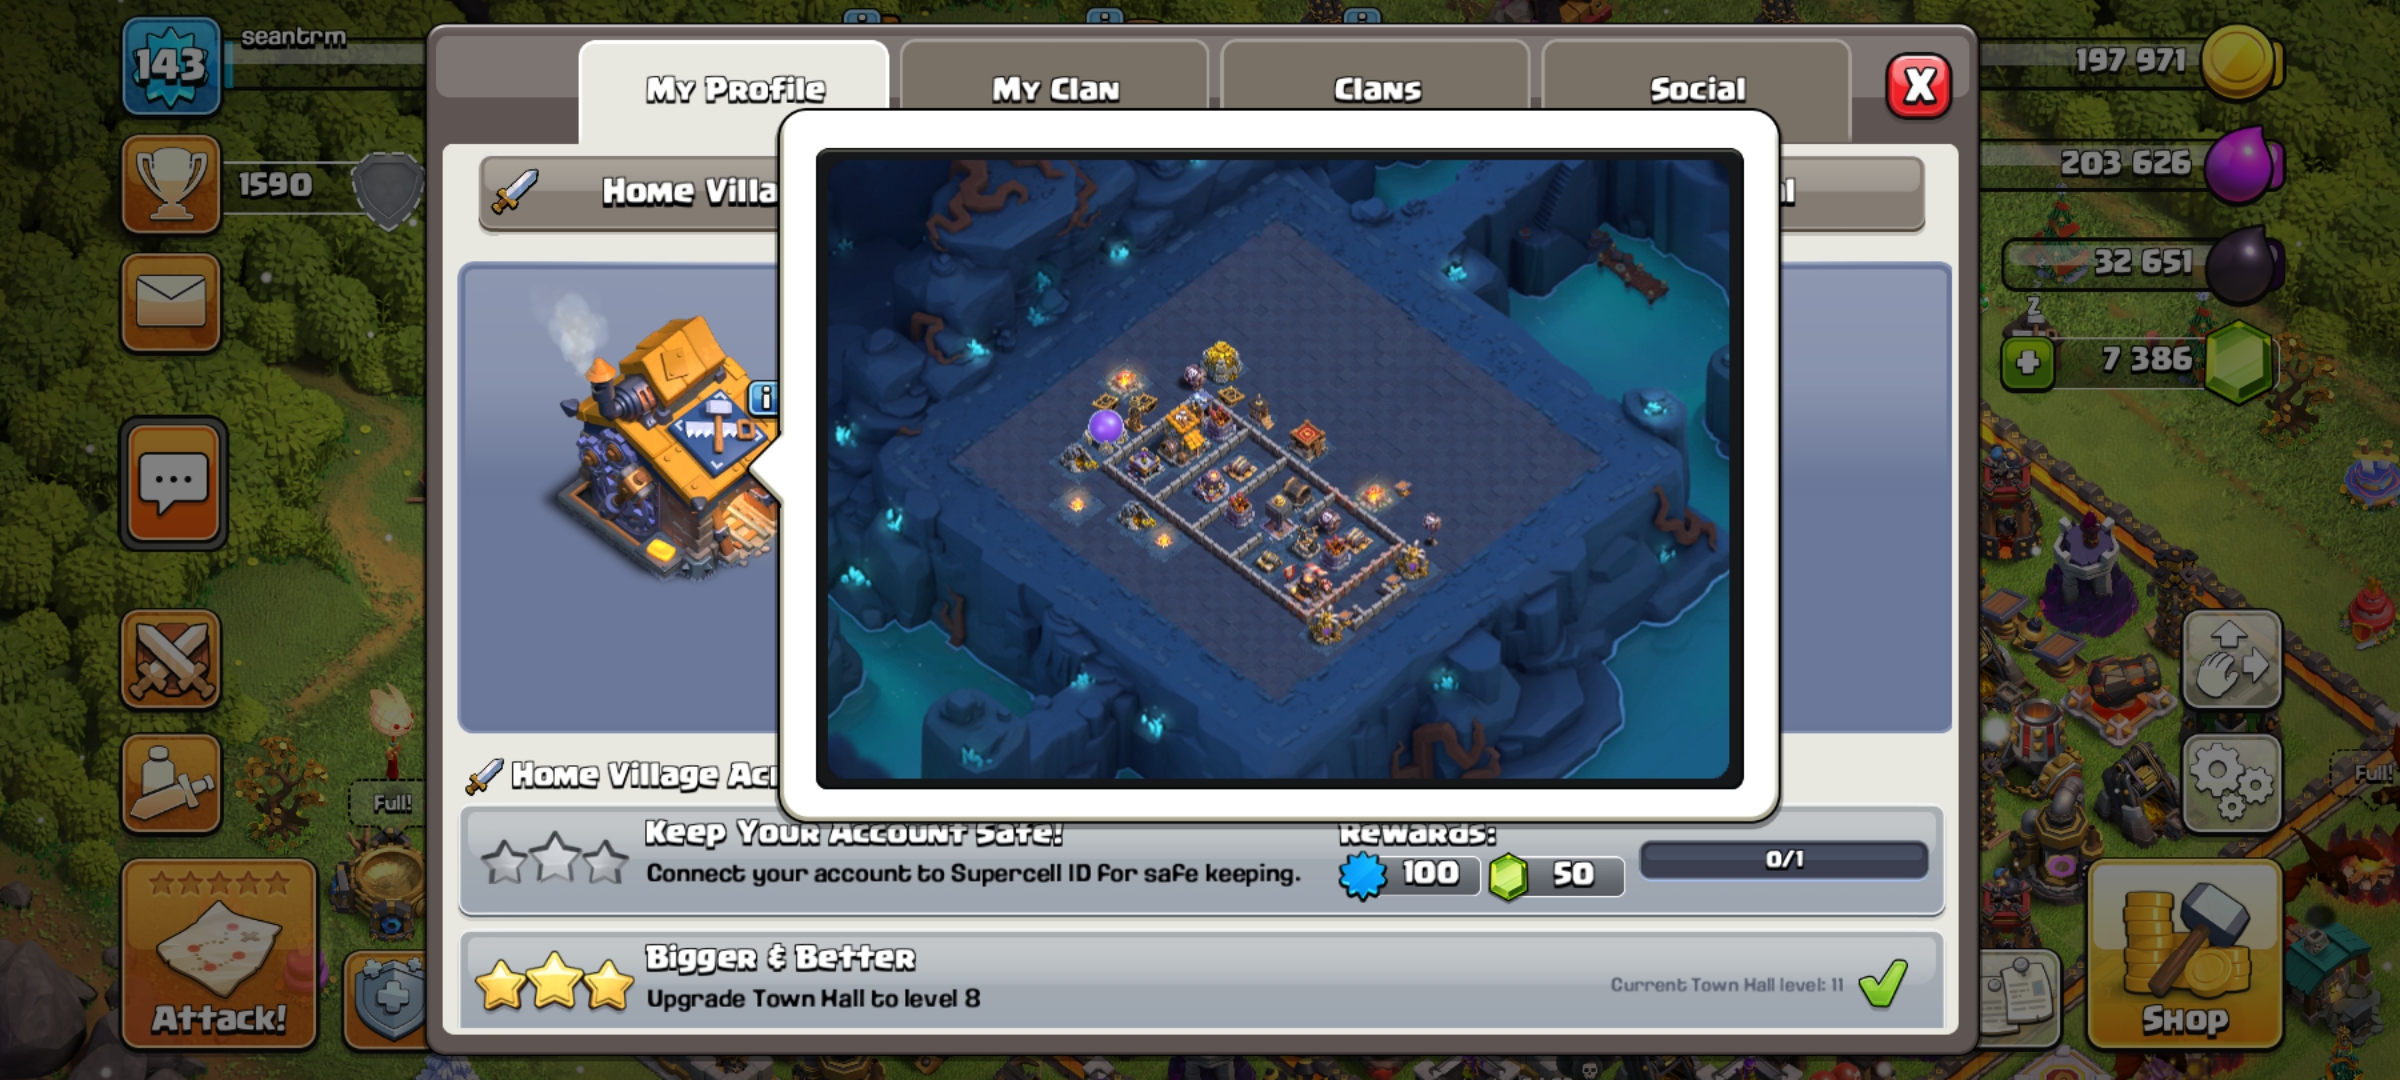 143
seantrm
My Profile
My Clan
Clans
Social
X
197 971
1590
Home Villa
l
203 626
32 651
z
7 386
i
Home Village Ac
Full!
Full!
Keep Your Account Safe!
Rewards:
Connect your account to Supercell ID for safe keeping.
100
50
0/1
Bigger & Better
Upgrade Town Hall to level 8
Current Town Hall level: 11
Attack!
Shop